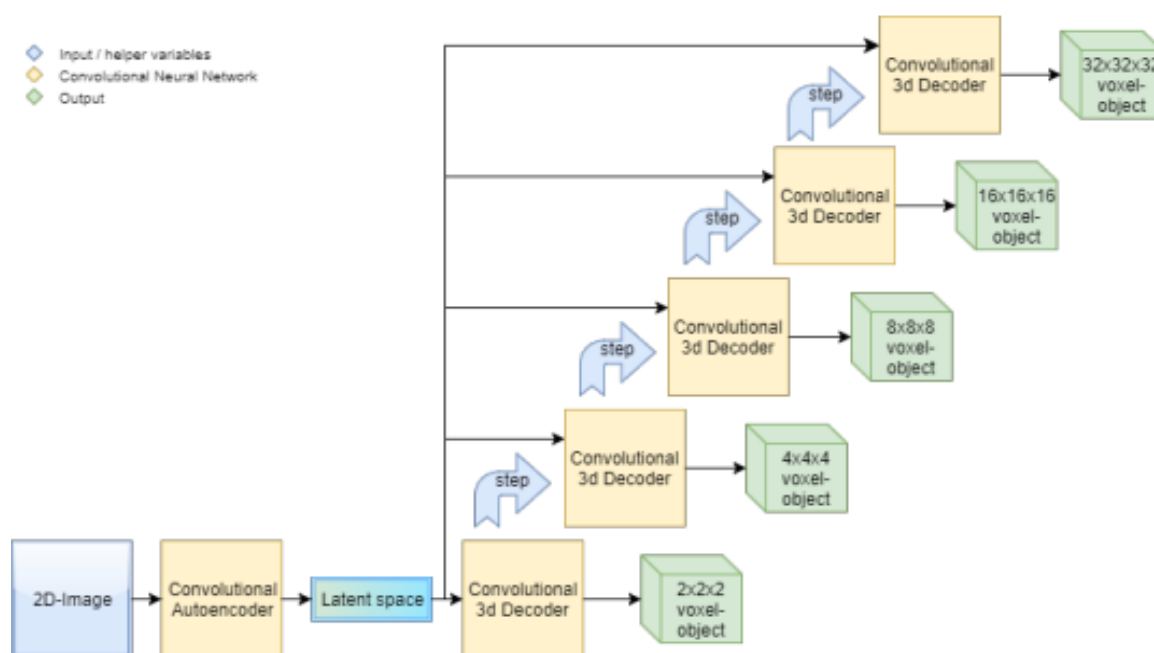 Input / helper variables
Convolutional Neural Network
Output
Convolutional
3d Decoder
32x32x32
voxel-
object
step
Convolutional
3d Decoder
16x16x16
voxel-
object
step
Convolutional
3d Decoder
8x8x8
voxel-
object
step
Convolutional
3d Decoder
4x4x4
voxel-
object
step
2D-Image
Convolutional
Autoencoder
Latent space
Convolutional
3d Decoder
2x2x2
voxel-
object